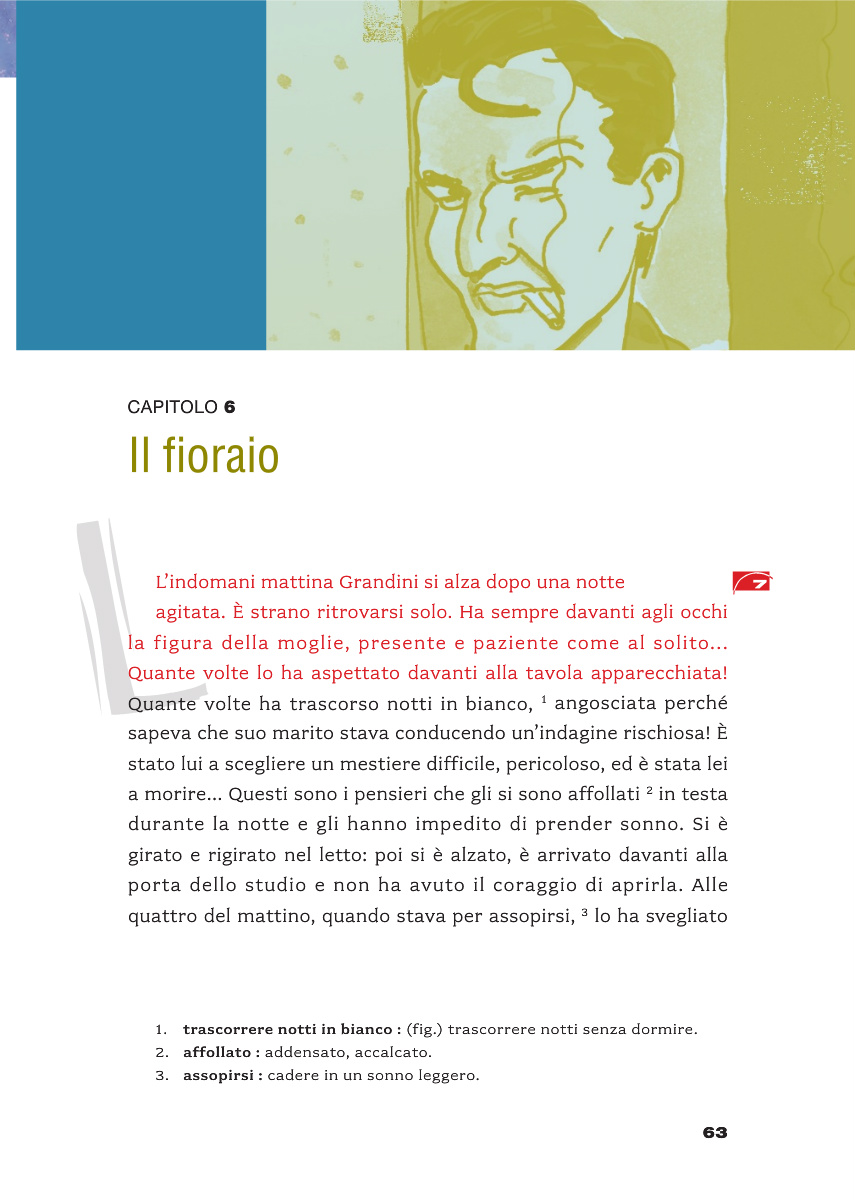 CAPITOLO 6
Il fioraio
L'indomani mattina Grandini si alza dopo una notte
7
agitata. È strano ritrovarsi solo. Ha sempre davanti agli occhi
la figura della moglie, presente e paziente come al solito...
Quante volte lo ha aspettato davanti alla tavola apparecchiata!
Quante volte ha trascorso notti in bianco, ¹ angosciata perché
sapeva che suo marito stava conducendo un'indagine rischiosa! È
stato lui a scegliere un mestiere difficile, pericoloso, ed è stata lei
a morire... Questi sono i pensieri che gli si sono affollati ² in testa
durante la notte e gli hanno impedito di prender sonno. Si è
girato e rigirato nel letto: poi si è alzato, è arrivato davanti alla
porta dello studio e non ha avuto il coraggio di aprirla. Alle
quattro del mattino, quando stava per assopirsi, ³ lo ha svegliato
1. trascorrere notti in bianco : (fig.) trascorrere notti senza dormire.
2. affollato : addensato, accalcato.
3. assopirsi : cadere in un sonno leggero.
63